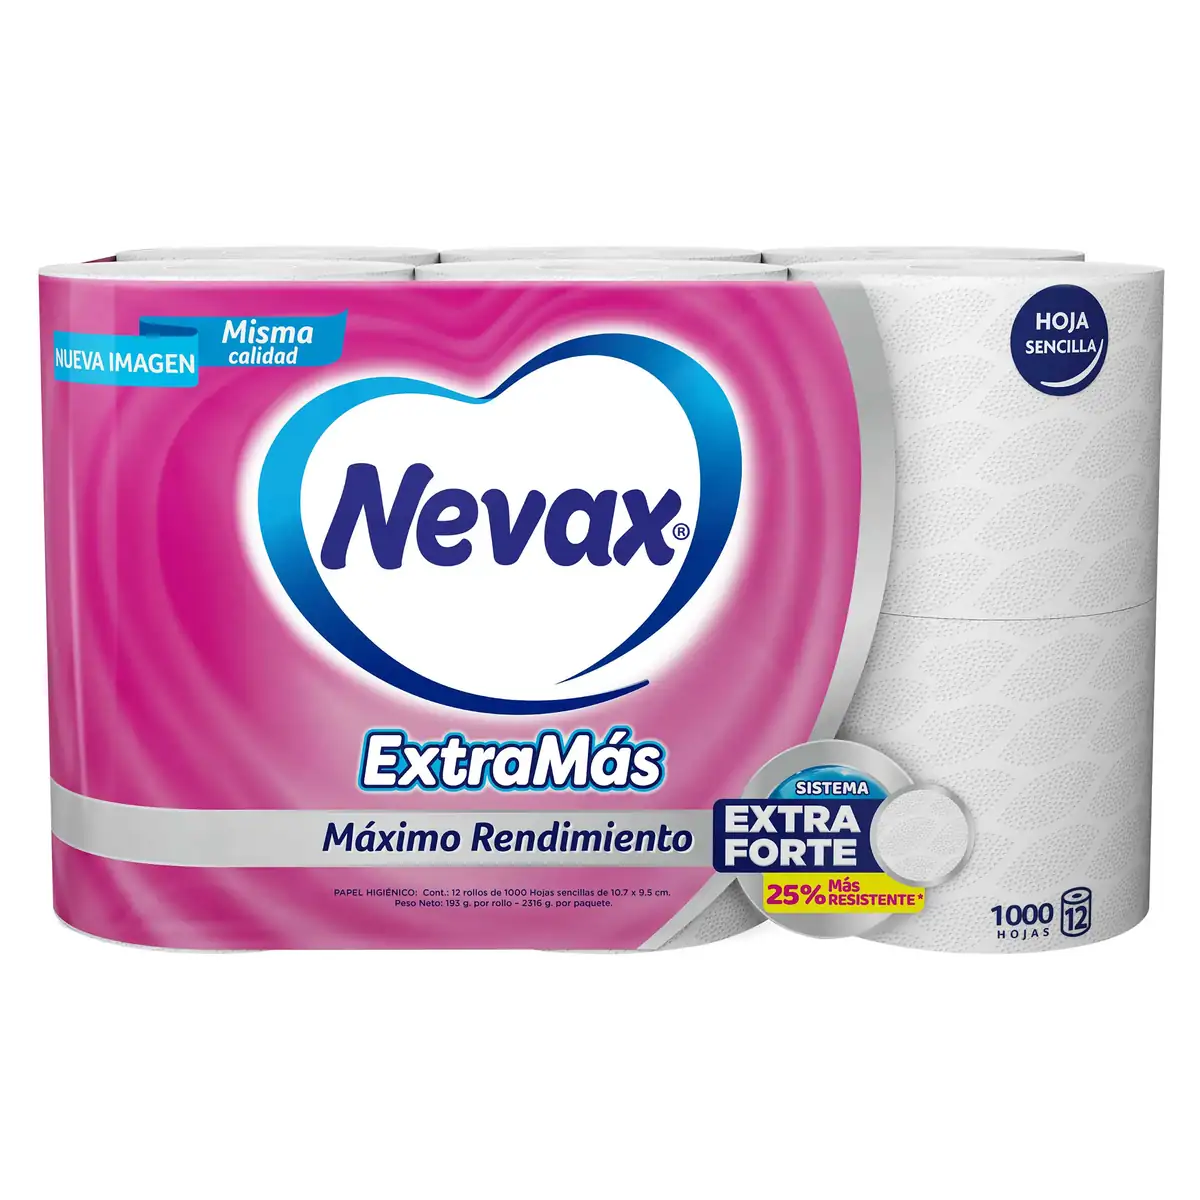 NUEVA IMAGEN
Misma
calidad
HOJA
SENCILLA
Nevax®
ExtraMás
Máximo Rendimiento
PAPEL HIGIÉNICO: Cont.: 12 rollos de 1000 Hojas sencillas de 10.7 x 9.5 cm.
Peso Neto: 193 g. por rollo – 2316 g. por paquete.
SISTEMA
EXTRA
FORTE
25% Más
RESISTENTE*
1000
HOJAS
12